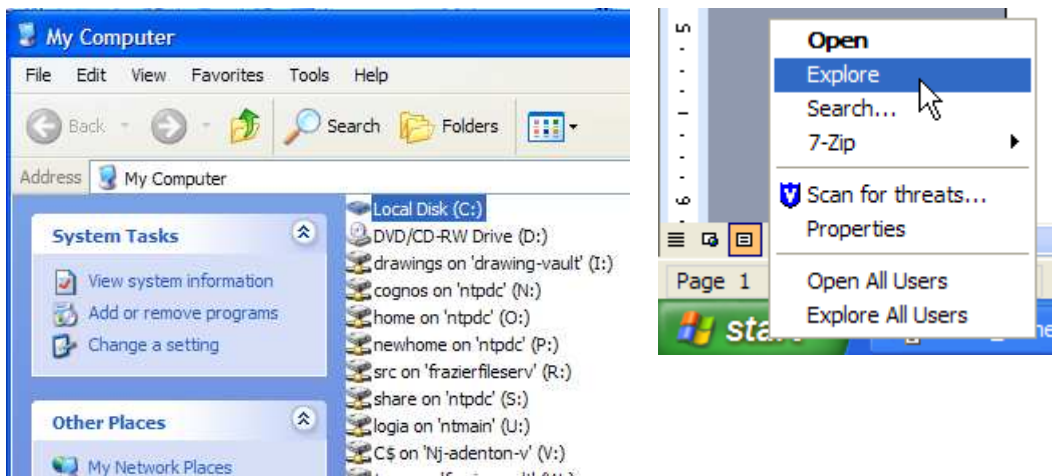 My Computer
File Edit View Favorites Tools Help
Back Search Folders
Address My Computer
System Tasks
View system information
Add or remove programs
Change a setting
Other Places
My Network Places
Local Disk (C:)
DVD/CD-RW Drive (D:)
drawings on 'drawing-vault' (I:)
cognos on 'ntpdc' (N:)
home on 'ntpdc' (O:)
newhome on 'ntpdc' (P:)
src on 'frazierfileserv' (R:)
share on 'ntpdc' (S:)
logia on 'ntmain' (U:)
C$ on 'Nj-adenton-v' (V:)
5
6
Open
Explore
Search...
7-Zip
Scan for threats...
Properties
Open All Users
Explore All Users
Page 1